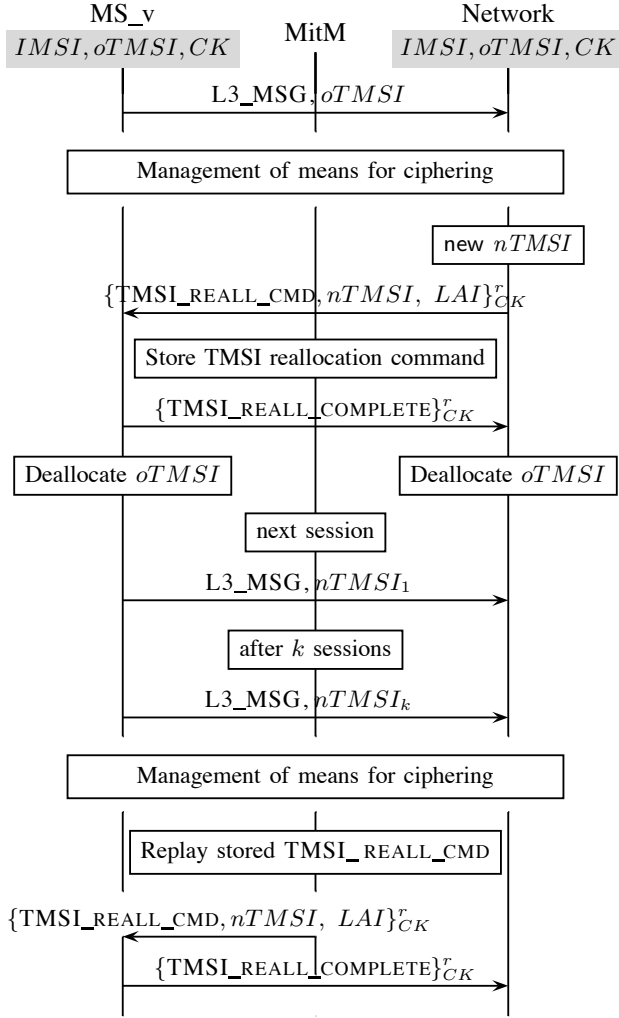 MS_v MitM Network
IMSI, oTMSI, CK IMSI, oTMSI, CK
L3_MSG, oTMSI
Management of means for ciphering
new nTMSI
{TMSI_REALL_CMD, nTMSI, LAI}^r_CK
Store TMSI reallocation command
{TMSI_REALL_COMPLETE}^r_CK
Deallocate oTMSI Deallocate oTMSI
next session
L3_MSG, nTMSI_1
after k sessions
L3_MSG, nTMSI_k
Management of means for ciphering
Replay stored TMSI_REALL_CMD
{TMSI_REALL_CMD, nTMSI, LAI}^r_CK
{TMSI_REALL_COMPLETE}^r_CK